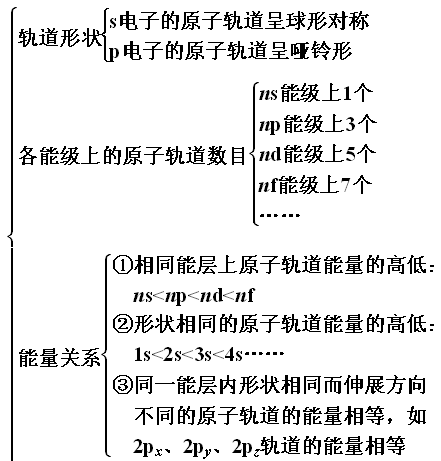 轨道形状
s电子的原子轨道呈球形对称
p电子的原子轨道呈哑铃形
各能级上的原子轨道数目
ns能级上1个
np能级上3个
nd能级上5个
nf能级上7个
……
能量关系
①相同能层上原子轨道能量的高低：
ns<np<nd<nf
②形状相同的原子轨道能量的高低：
1s<2s<3s<4s……
③同一能层内形状相同而伸展方向
不同的原子轨道的能量相等，如
2pₓ、2pᵧ、2p_z轨道的能量相等